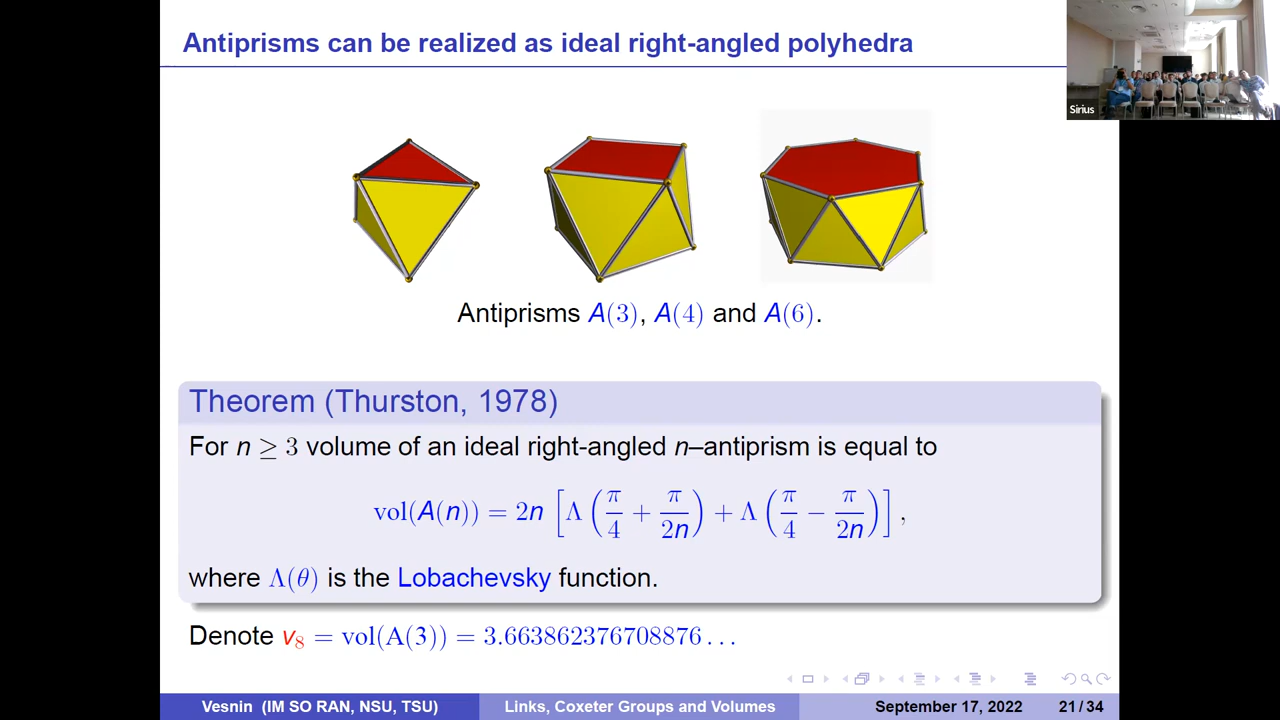 Antiprisms can be realized as ideal right-angled polyhedra
Sirius
Antiprisms A(3), A(4) and A(6).
Theorem (Thurston, 1978)
For n ≥ 3 volume of an ideal right-angled n–antiprism is equal to
vol(A(n)) = 2n [Λ(π/4 + π/2n) + Λ(π/4 − π/2n)],
where Λ(θ) is the Lobachevsky function.
Denote v₈ = vol(A(3)) = 3.663862376708876...
Vesnin (IM SO RAN, NSU, TSU) Links, Coxeter Groups and Volumes September 17, 2022 21 / 34